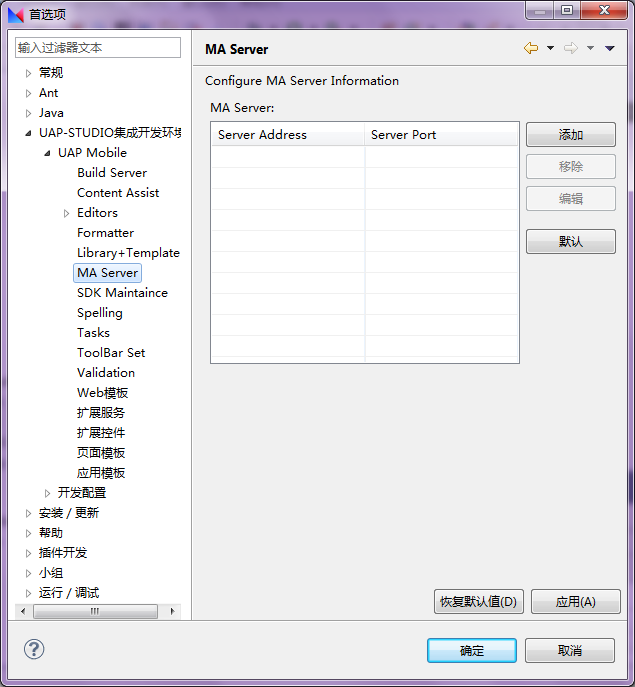 首选项
输入过滤器文本
常规
Ant
Java
UAP-STUDIO集成开发环境
UAP Mobile
Build Server
Content Assist
Editors
Formatter
Library+Template
MA Server
SDK Maintaince
Spelling
Tasks
ToolBar Set
Validation
Web模板
扩展服务
扩展控件
页面模板
应用模板
开发配置
安装 / 更新
帮助
插件开发
小组
运行 / 调试
MA Server
Configure MA Server Information
MA Server:
Server Address Server Port
添加
移除
编辑
默认
恢复默认值(D) 应用(A)
确定 取消